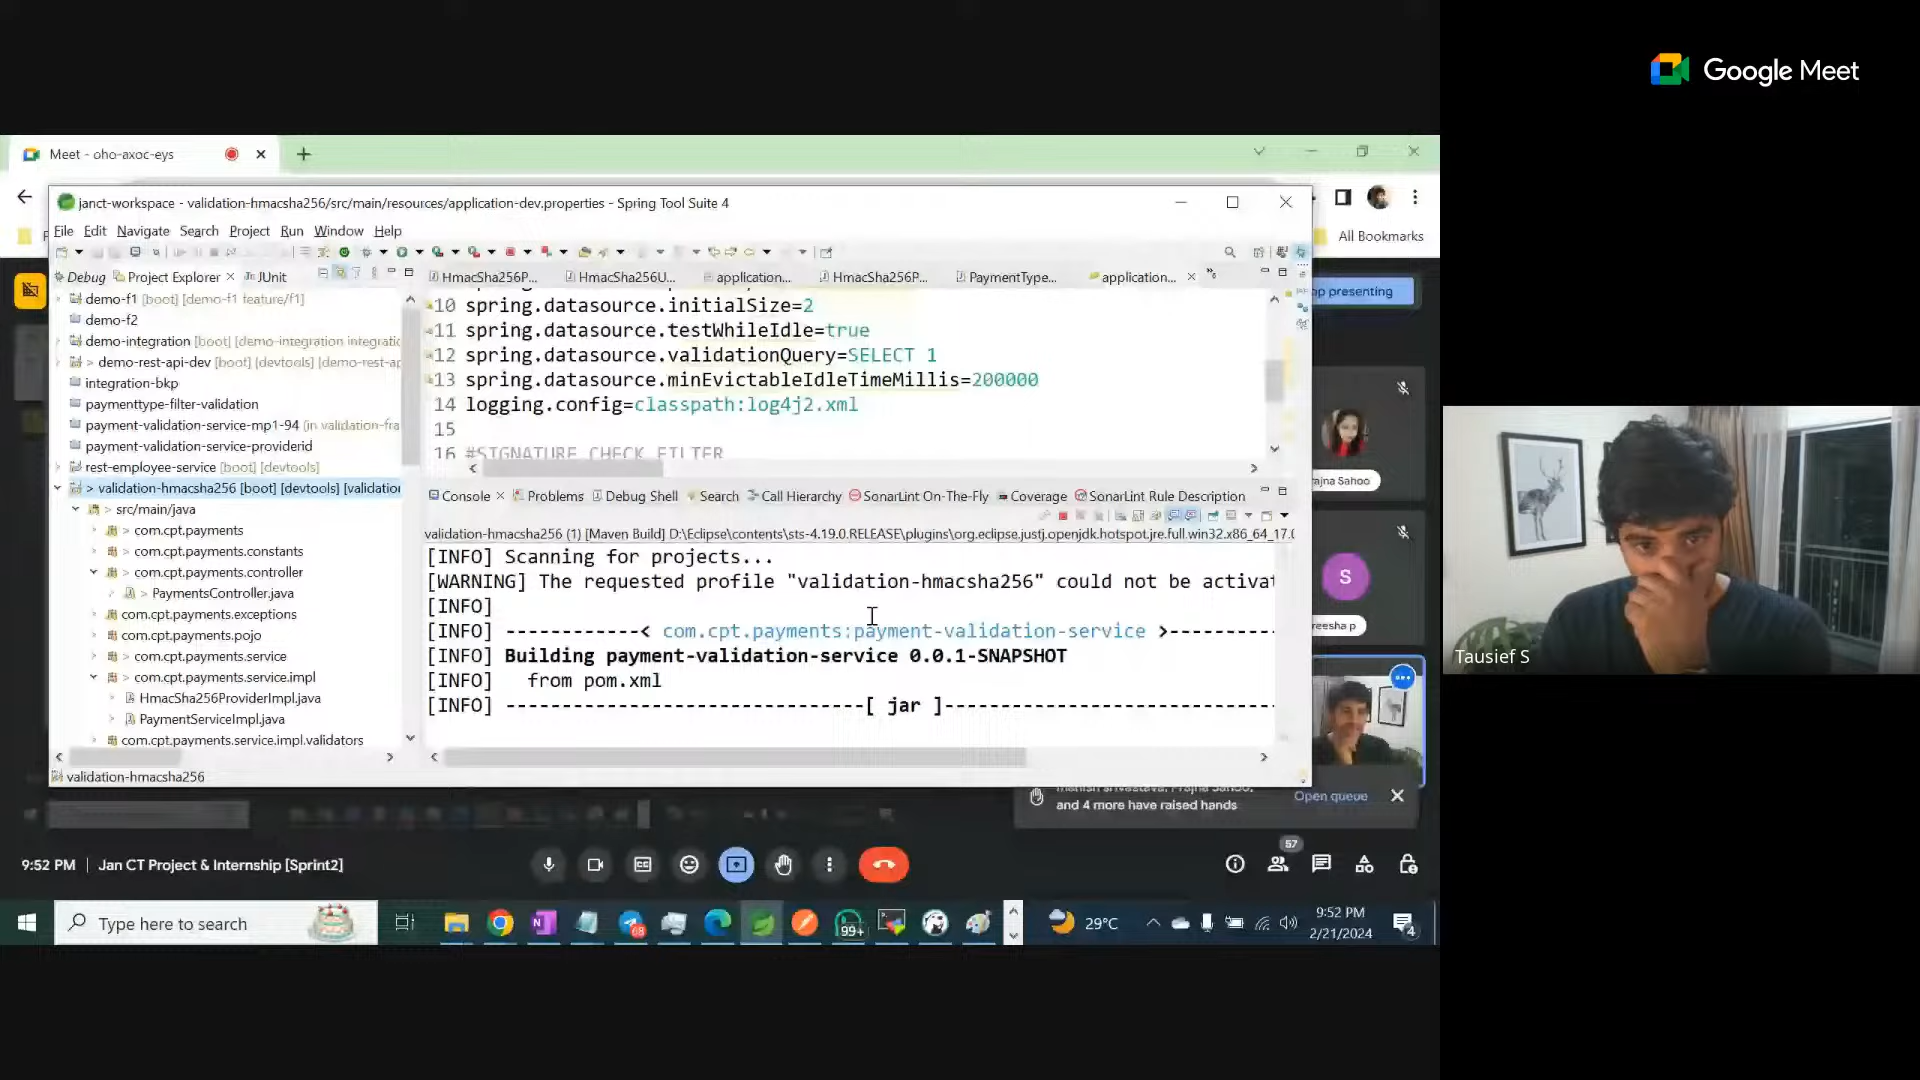 Google Meet
Meet - oho-axoc-eys
All Bookmarks
janct-workspace - validation-hmacsha256/src/main/resources/application-dev.properties - Spring Tool Suite 4
File Edit Navigate Search Project Run Window Help
Debug Project Explorer JUnit
HmacSha256P... HmacSha256U... application... HmacSha256P... PaymentType... application...
op presenting
demo-f1 [boot] [demo-f1 feature/f1]
demo-f2
demo-integration [boot] [demo-integration integratic
> demo-rest-api-dev [boot] [devtools] [demo-rest-ap
integration-bkp
paymenttype-filter-validation
payment-validation-service-mp1-94 (in validation-fra
payment-validation-service-providerid
rest-employee-service [boot] [devtools]
> validation-hmacsha256 [boot] [devtools] [validatior
> src/main/java
> com.cpt.payments
> com.cpt.payments.constants
> com.cpt.payments.controller
> PaymentsController.java
> com.cpt.payments.exceptions
> com.cpt.payments.pojo
> com.cpt.payments.service
> com.cpt.payments.service.impl
HmacSha256ProviderImpl.java
PaymentServiceImpl.java
com.cpt.payments.service.impl.validators
validation-hmacsha256
10 spring.datasource.initialSize=2
11 spring.datasource.testWhileIdle=true
12 spring.datasource.validationQuery=SELECT 1
13 spring.datasource.minEvictableIdleTimeMillis=200000
14 logging.config=classpath:log4j2.xml
15
16 #SIGNATURE CHECK FILTER
Console Problems Debug Shell Search Call Hierarchy SonarLint On-The-Fly Coverage SonarLint Rule Description
validation-hmacsha256 (1) [Maven Build] D:\Eclipse\contents\sts-4.19.0.RELEASE\plugins\org.eclipse.justj.openjdk.hotspot.jre.full.win32.x86_64_17.0
[INFO] Scanning for projects...
[WARNING] The requested profile "validation-hmacsha256" could not be activat
[INFO]
[INFO] ------------< com.cpt.payments:payment-validation-service >----------
[INFO] Building payment-validation-service 0.0.1-SNAPSHOT
[INFO]   from pom.xml
[INFO] --------------------------------[ jar ]------------------------------
ajna Sahoo
S
reesha p
Tausief S
and 4 more have raised hands
Open queue
9:52 PM | Jan CT Project & Internship [Sprint2]
57
Type here to search
68
99+
29°C
9:52 PM
2/21/2024
4